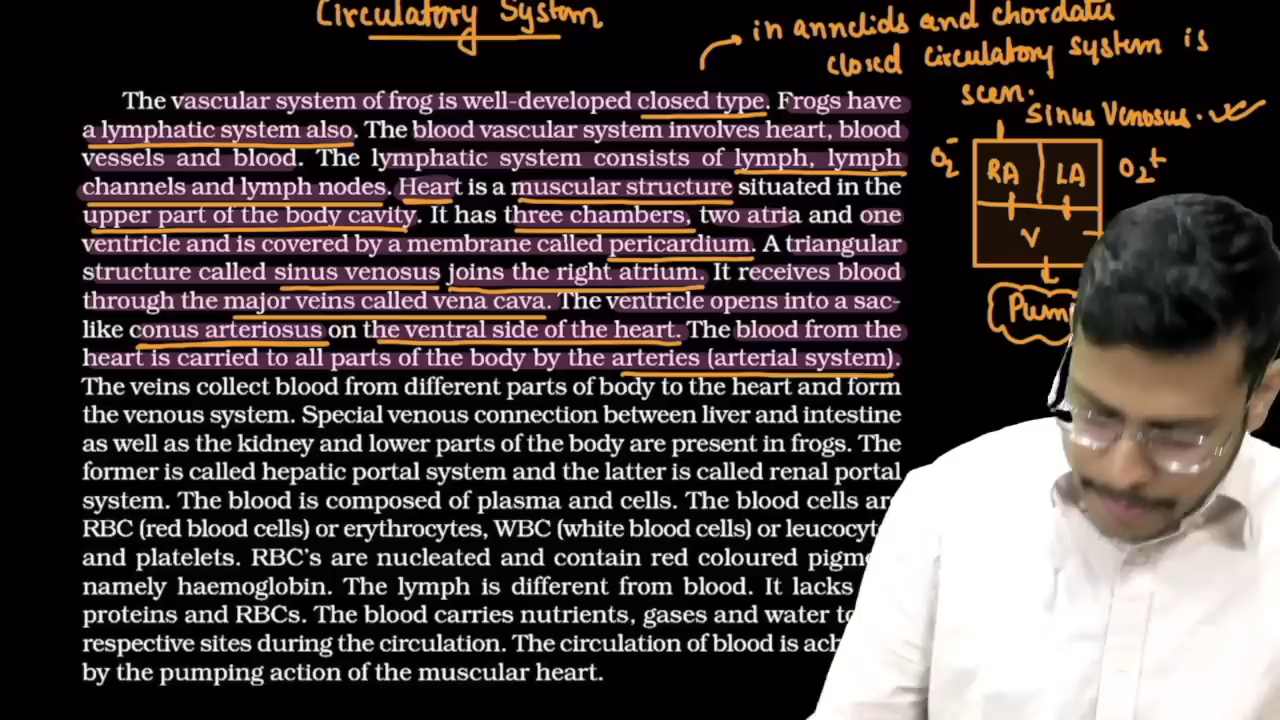 Circulatory System
in annelids and chordata
closed circulatory system is
seen.
Sinus Venosus.
The vascular system of frog is well-developed closed type. Frogs have
a lymphatic system also. The blood vascular system involves heart, blood
vessels and blood. The lymphatic system consists of lymph, lymph
channels and lymph nodes. Heart is a muscular structure situated in the
upper part of the body cavity. It has three chambers, two atria and one
ventricle and is covered by a membrane called pericardium. A triangular
structure called sinus venosus joins the right atrium. It receives blood
through the major veins called vena cava. The ventricle opens into a sac-
like conus arteriosus on the ventral side of the heart. The blood from the
heart is carried to all parts of the body by the arteries (arterial system).
The veins collect blood from different parts of body to the heart and form
the venous system. Special venous connection between liver and intestine
as well as the kidney and lower parts of the body are present in frogs. The
former is called hepatic portal system and the latter is called renal portal
system. The blood is composed of plasma and cells. The blood cells
RBC (red blood cells) or erythrocytes, WBC (white blood cells) or
and platelets. RBC's are nucleated and contain red coloured
namely haemoglobin. The lymph is different from blood. It lacks
proteins and RBCs. The blood carries nutrients, gases and water
respective sites during the circulation. The circulation of blood is
by the pumping action of the muscular heart.
O2- RA LA O2+
V